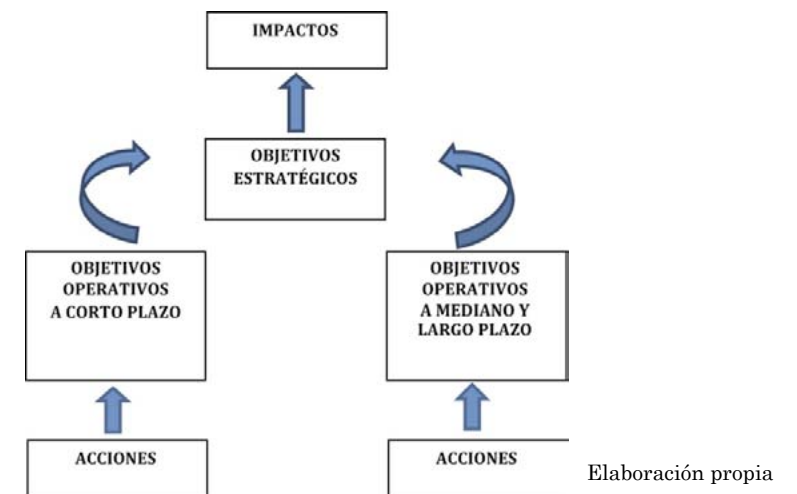 IMPACTOS
OBJETIVOS
ESTRATÉGICOS
OBJETIVOS
OPERATIVOS
A CORTO PLAZO
OBJETIVOS
OPERATIVOS
A MEDIANO Y
LARGO PLAZO
ACCIONES
ACCIONES
Elaboración propia